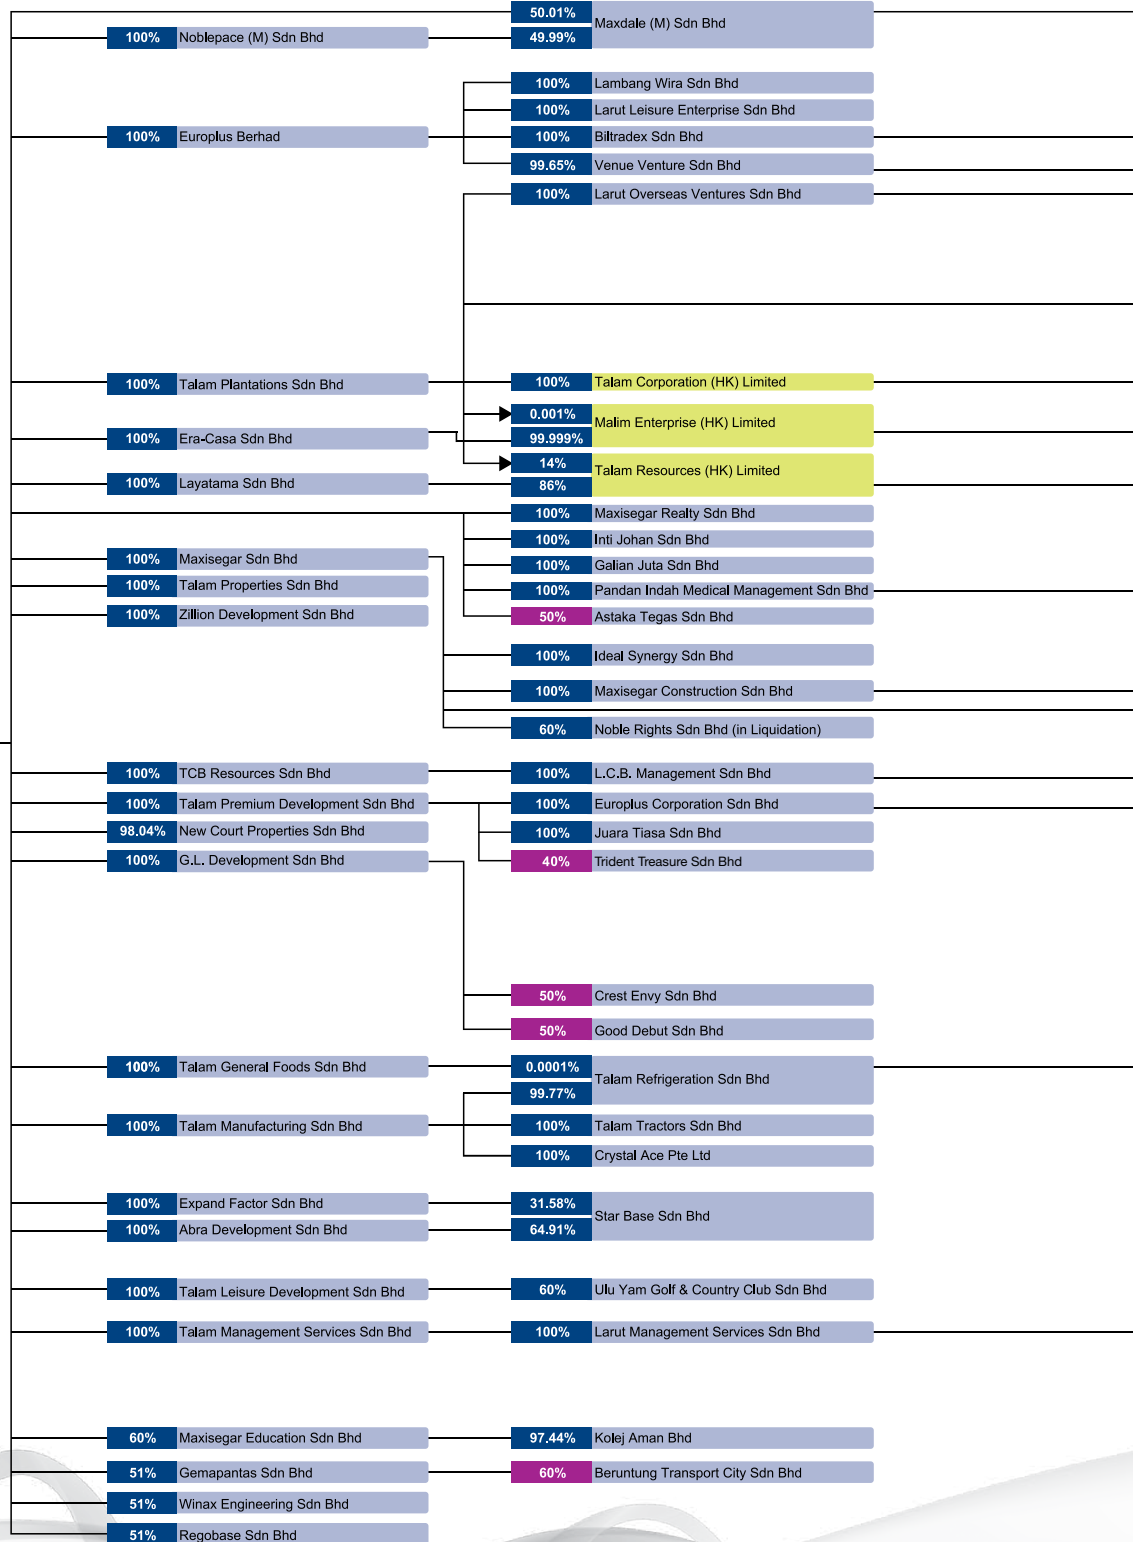 50.01%
Maxdale (M) Sdn Bhd
100% Noblepace (M) Sdn Bhd
49.99%
100% Lambang Wira Sdn Bhd
100% Larut Leisure Enterprise Sdn Bhd
100% Europlus Berhad
100% Biltradex Sdn Bhd
99.65% Venue Venture Sdn Bhd
100% Larut Overseas Ventures Sdn Bhd
100% Talam Plantations Sdn Bhd
100% Talam Corporation (HK) Limited
0.001%
Malim Enterprise (HK) Limited
100% Era-Casa Sdn Bhd
99.999%
14%
Talam Resources (HK) Limited
100% Layatama Sdn Bhd
86%
100% Maxisegar Realty Sdn Bhd
100% Inti Johan Sdn Bhd
100% Maxisegar Sdn Bhd
100% Galian Juta Sdn Bhd
100% Talam Properties Sdn Bhd
100% Pandan Indah Medical Management Sdn Bhd
100% Zillion Development Sdn Bhd
50% Astaka Tegas Sdn Bhd
100% Ideal Synergy Sdn Bhd
100% Maxisegar Construction Sdn Bhd
60% Noble Rights Sdn Bhd (in Liquidation)
100% TCB Resources Sdn Bhd
100% L.C.B. Management Sdn Bhd
100% Talam Premium Development Sdn Bhd
100% Europlus Corporation Sdn Bhd
98.04% New Court Properties Sdn Bhd
100% Juara Tiasa Sdn Bhd
100% G.L. Development Sdn Bhd
40% Trident Treasure Sdn Bhd
50% Crest Envy Sdn Bhd
50% Good Debut Sdn Bhd
100% Talam General Foods Sdn Bhd
0.0001%
Talam Refrigeration Sdn Bhd
99.77%
100% Talam Manufacturing Sdn Bhd
100% Talam Tractors Sdn Bhd
100% Crystal Ace Pte Ltd
100% Expand Factor Sdn Bhd
31.58%
Star Base Sdn Bhd
100% Abra Development Sdn Bhd
64.91%
100% Talam Leisure Development Sdn Bhd
60% Ulu Yam Golf & Country Club Sdn Bhd
100% Talam Management Services Sdn Bhd
100% Larut Management Services Sdn Bhd
60% Maxisegar Education Sdn Bhd
97.44% Kolej Aman Bhd
51% Gemapantas Sdn Bhd
60% Beruntung Transport City Sdn Bhd
51% Winax Engineering Sdn Bhd
51% Regobase Sdn Bhd